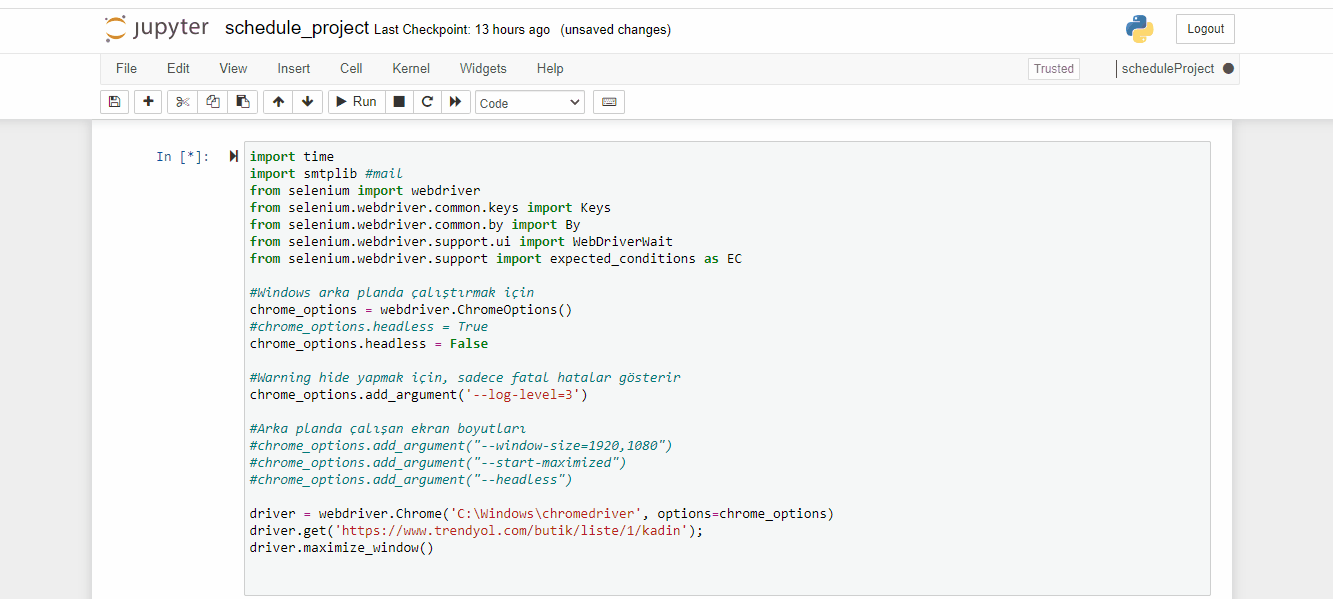 jupyter schedule_project Last Checkpoint: 13 hours ago (unsaved changes)
Logout
File Edit View Insert Cell Kernel Widgets Help
Trusted
scheduleProject
Run
Code
In [*]:
import time
import smtplib #mail
from selenium import webdriver
from selenium.webdriver.common.keys import Keys
from selenium.webdriver.common.by import By
from selenium.webdriver.support.ui import WebDriverWait
from selenium.webdriver.support import expected_conditions as EC
#Windows arka planda çalıştırmak için
chrome_options = webdriver.ChromeOptions()
#chrome_options.headless = True
chrome_options.headless = False
#Warning hide yapmak için, sadece fatal hatalar gösterir
chrome_options.add_argument('--log-level=3')
#Arka planda çalışan ekran boyutları
#chrome_options.add_argument("--window-size=1920,1080")
#chrome_options.add_argument("--start-maximized")
#chrome_options.add_argument("--headless")
driver = webdriver.Chrome('C:\Windows\chromedriver', options=chrome_options)
driver.get('https://www.trendyol.com/butik/liste/1/kadin');
driver.maximize_window()